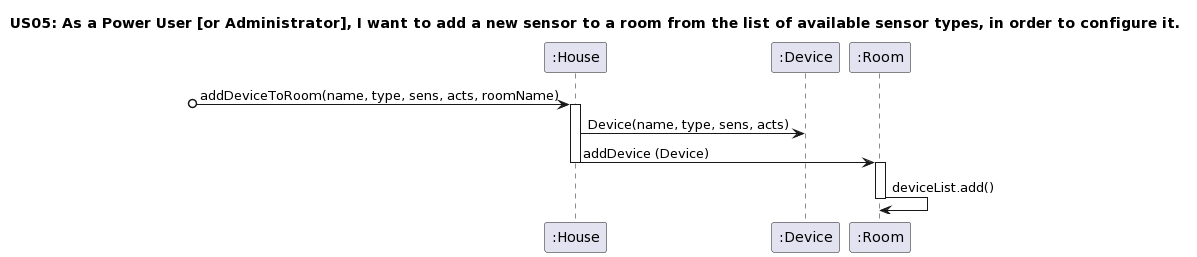 US05: As a Power User [or Administrator], I want to add a new sensor to a room from the list of available sensor types, in order to configure it.
:House :Device :Room
addDeviceToRoom(name, type, sens, acts, roomName)
Device(name, type, sens, acts)
addDevice (Device)
deviceList.add()
:House :Device :Room